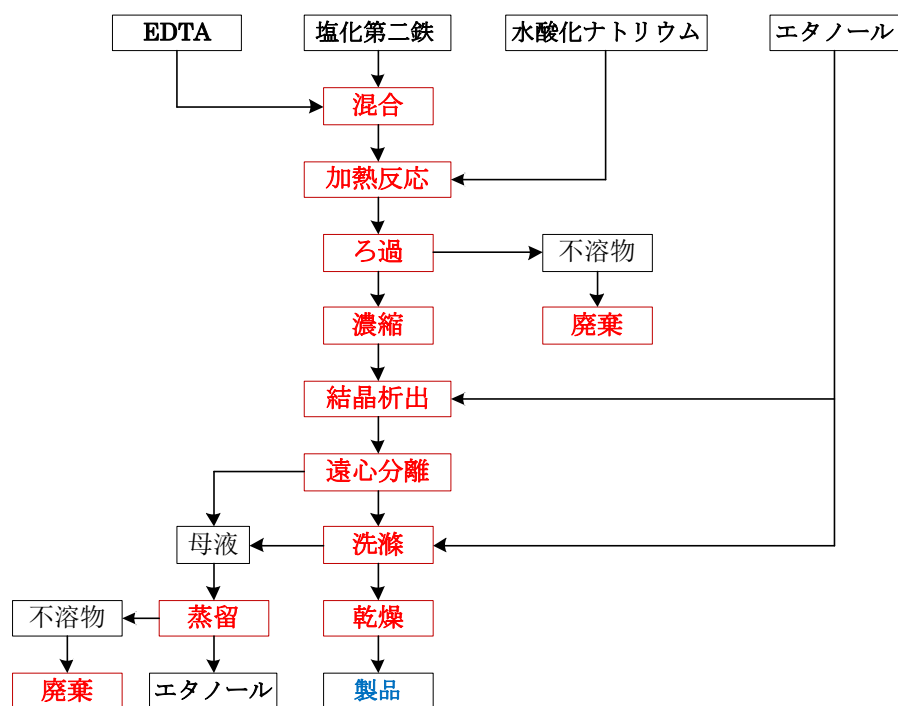 EDTA
塩化第二鉄
水酸化ナトリウム
エタノール
混合
加熱反応
ろ過
不溶物
濃縮
廃棄
結晶析出
遠心分離
母液
洗滌
不溶物
蒸留
乾燥
廃棄
エタノール
製品